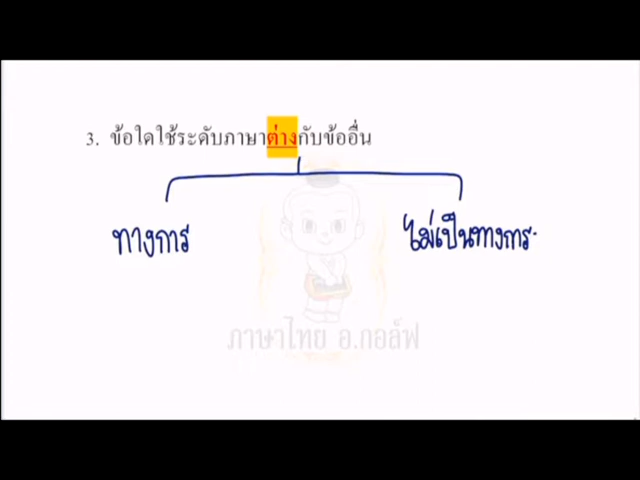 3. ข้อใดใช้ระดับภาษาต่างกับข้ออื่น
ทางการ ไม่เป็นทางการ
ภาษาไทย อ.กอล์ฟ